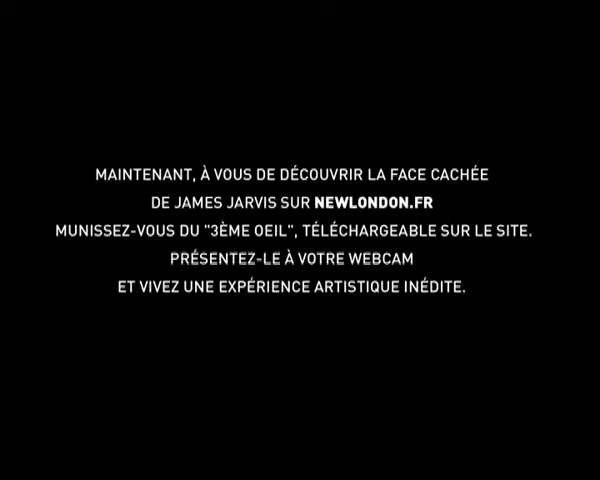 MAINTENANT, À VOUS DE DÉCOUVRIR LA FACE CACHÉE
DE JAMES JARVIS SUR NEWLONDON.FR
MUNISSEZ-VOUS DU "3ÈME OEIL", TÉLÉCHARGEABLE SUR LE SITE.
PRÉSENTEZ-LE À VOTRE WEBCAM
ET VIVEZ UNE EXPÉRIENCE ARTISTIQUE INÉDITE.